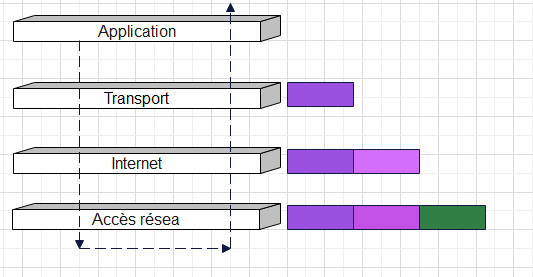 Application
Transport
Internet
Accès résea